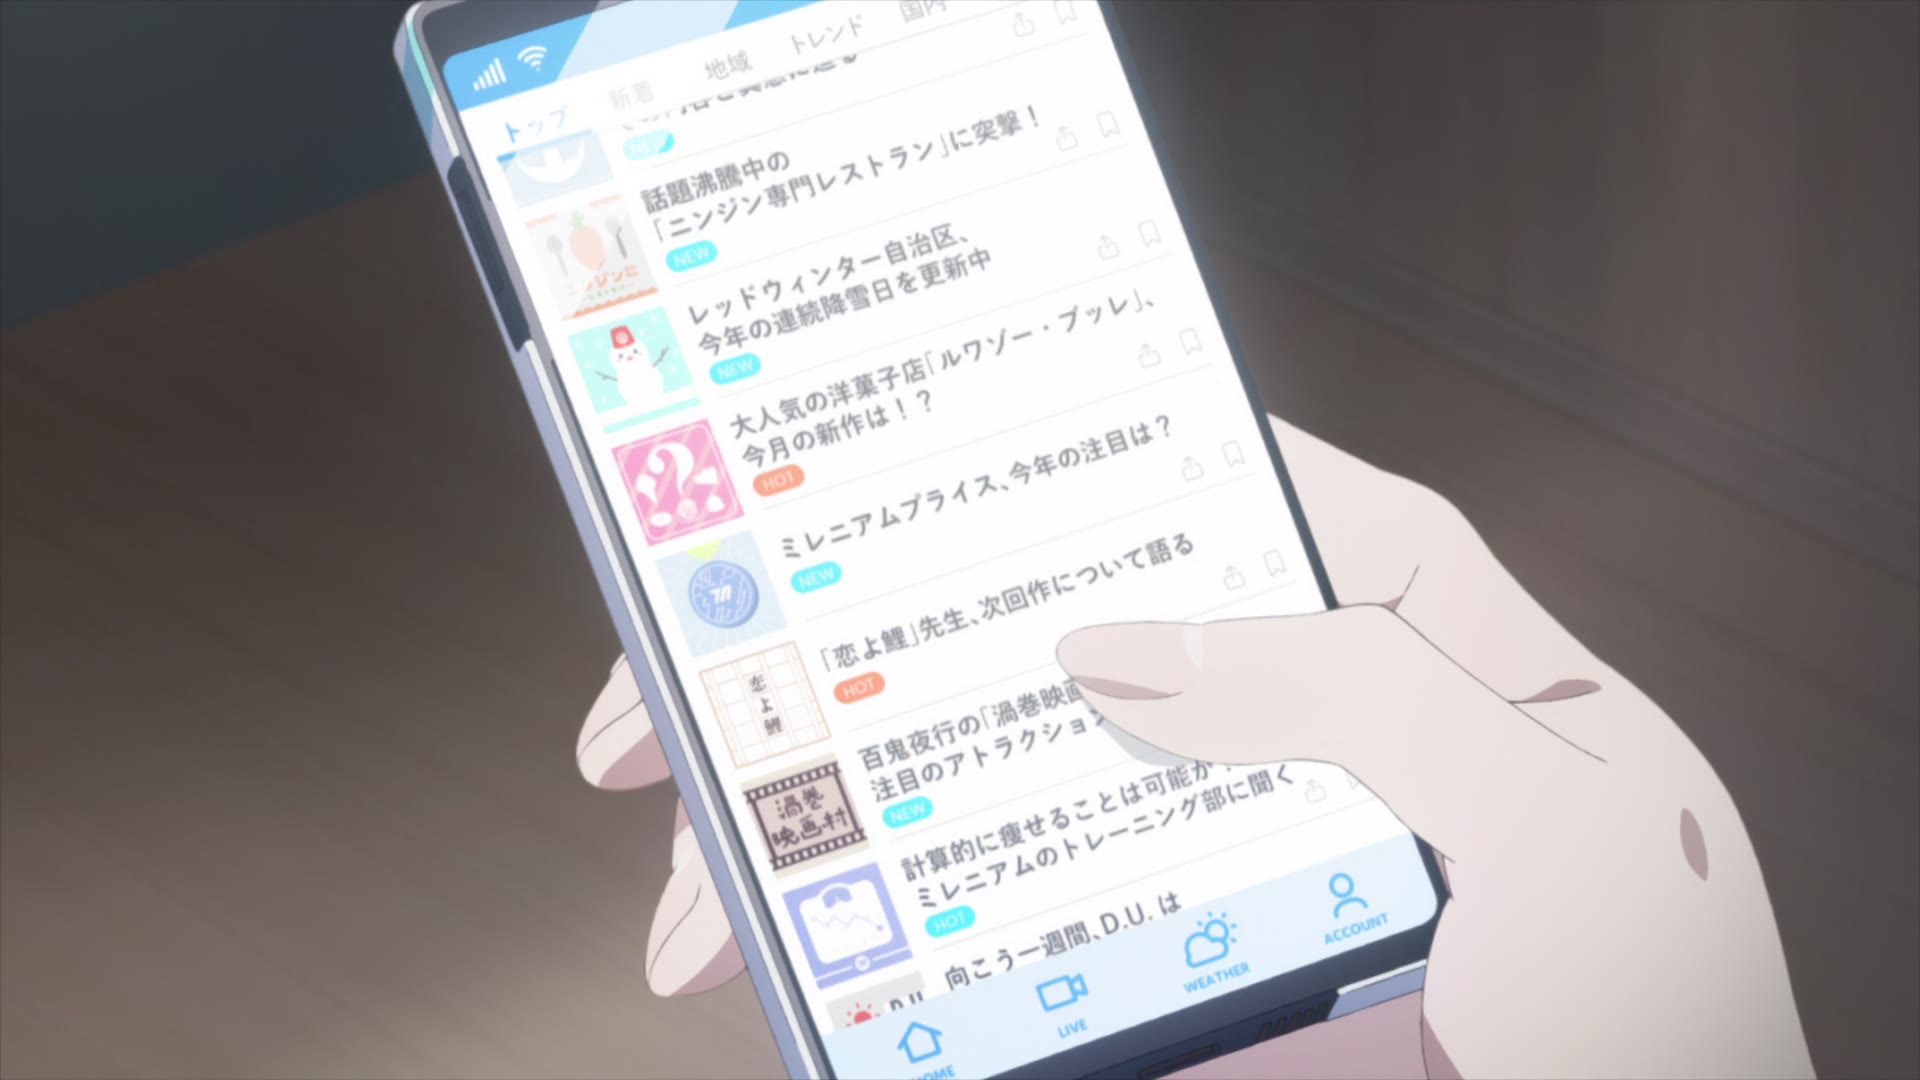 トップ 新着 地域 トレンド 国内
NEW
話題沸騰中の
「ニンジン専門レストラン」に突撃！
NEW
レッドウィンター自治区、
今年の連続降雪日を更新中
NEW
大人気の洋菓子店「ルワゾー・ブッレ」、
今月の新作は！？
HOT
ミレニアムプライス、今年の注目は？
NEW
「恋よ鯉」先生、次回作について語る
HOT
恋よ鯉
百鬼夜行の「渦巻映画
注目のアトラクション
NEW
渦巻
映画村
計算的に痩せることは可能か？
ミレニアムのトレーニング部に聞く
HOT
向こう一週間、D.U. は
D.U.
HOME
LIVE
WEATHER
ACCOUNT